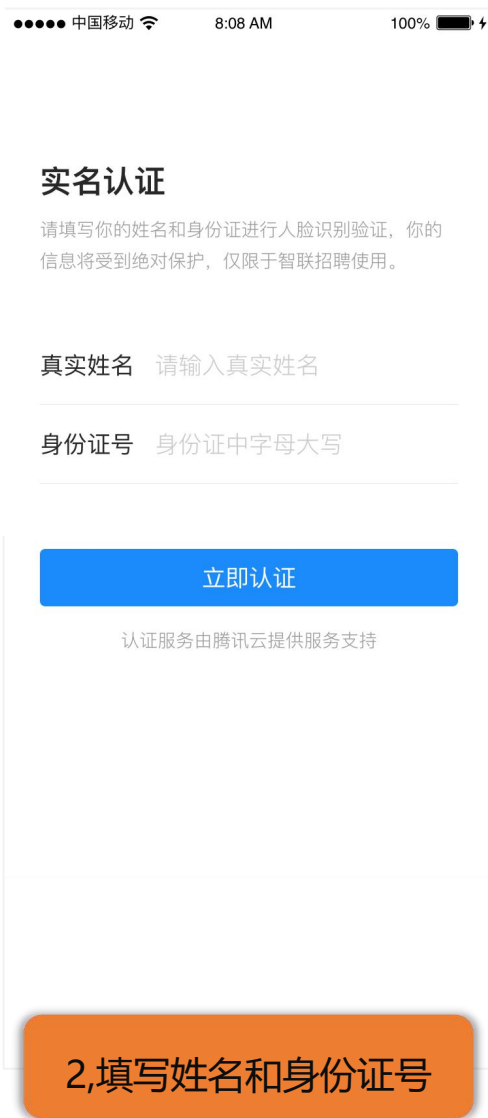 中国移动 8:08 AM 100%
实名认证
请填写你的姓名和身份证进行人脸识别验证，你的
信息将受到绝对保护，仅限于智联招聘使用。
真实姓名 请输入真实姓名
身份证号 身份证中字母大写
立即认证
认证服务由腾讯云提供服务支持
2,填写姓名和身份证号